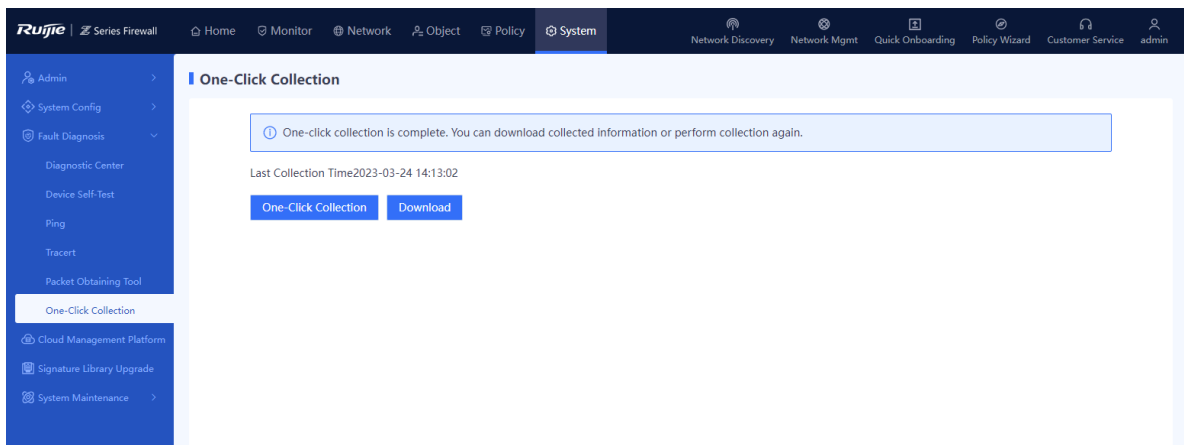 Ruijie | Z Series Firewall
Home
Monitor
Network
Object
Policy
System
Network Discovery
Network Mgmt
Quick Onboarding
Policy Wizard
Customer Service
admin
Admin
System Config
Fault Diagnosis
Diagnostic Center
Device Self-Test
Ping
Tracert
Packet Obtaining Tool
One-Click Collection
Cloud Management Platform
Signature Library Upgrade
System Maintenance
One-Click Collection
One-click collection is complete. You can download collected information or perform collection again.
Last Collection Time2023-03-24 14:13:02
One-Click Collection
Download